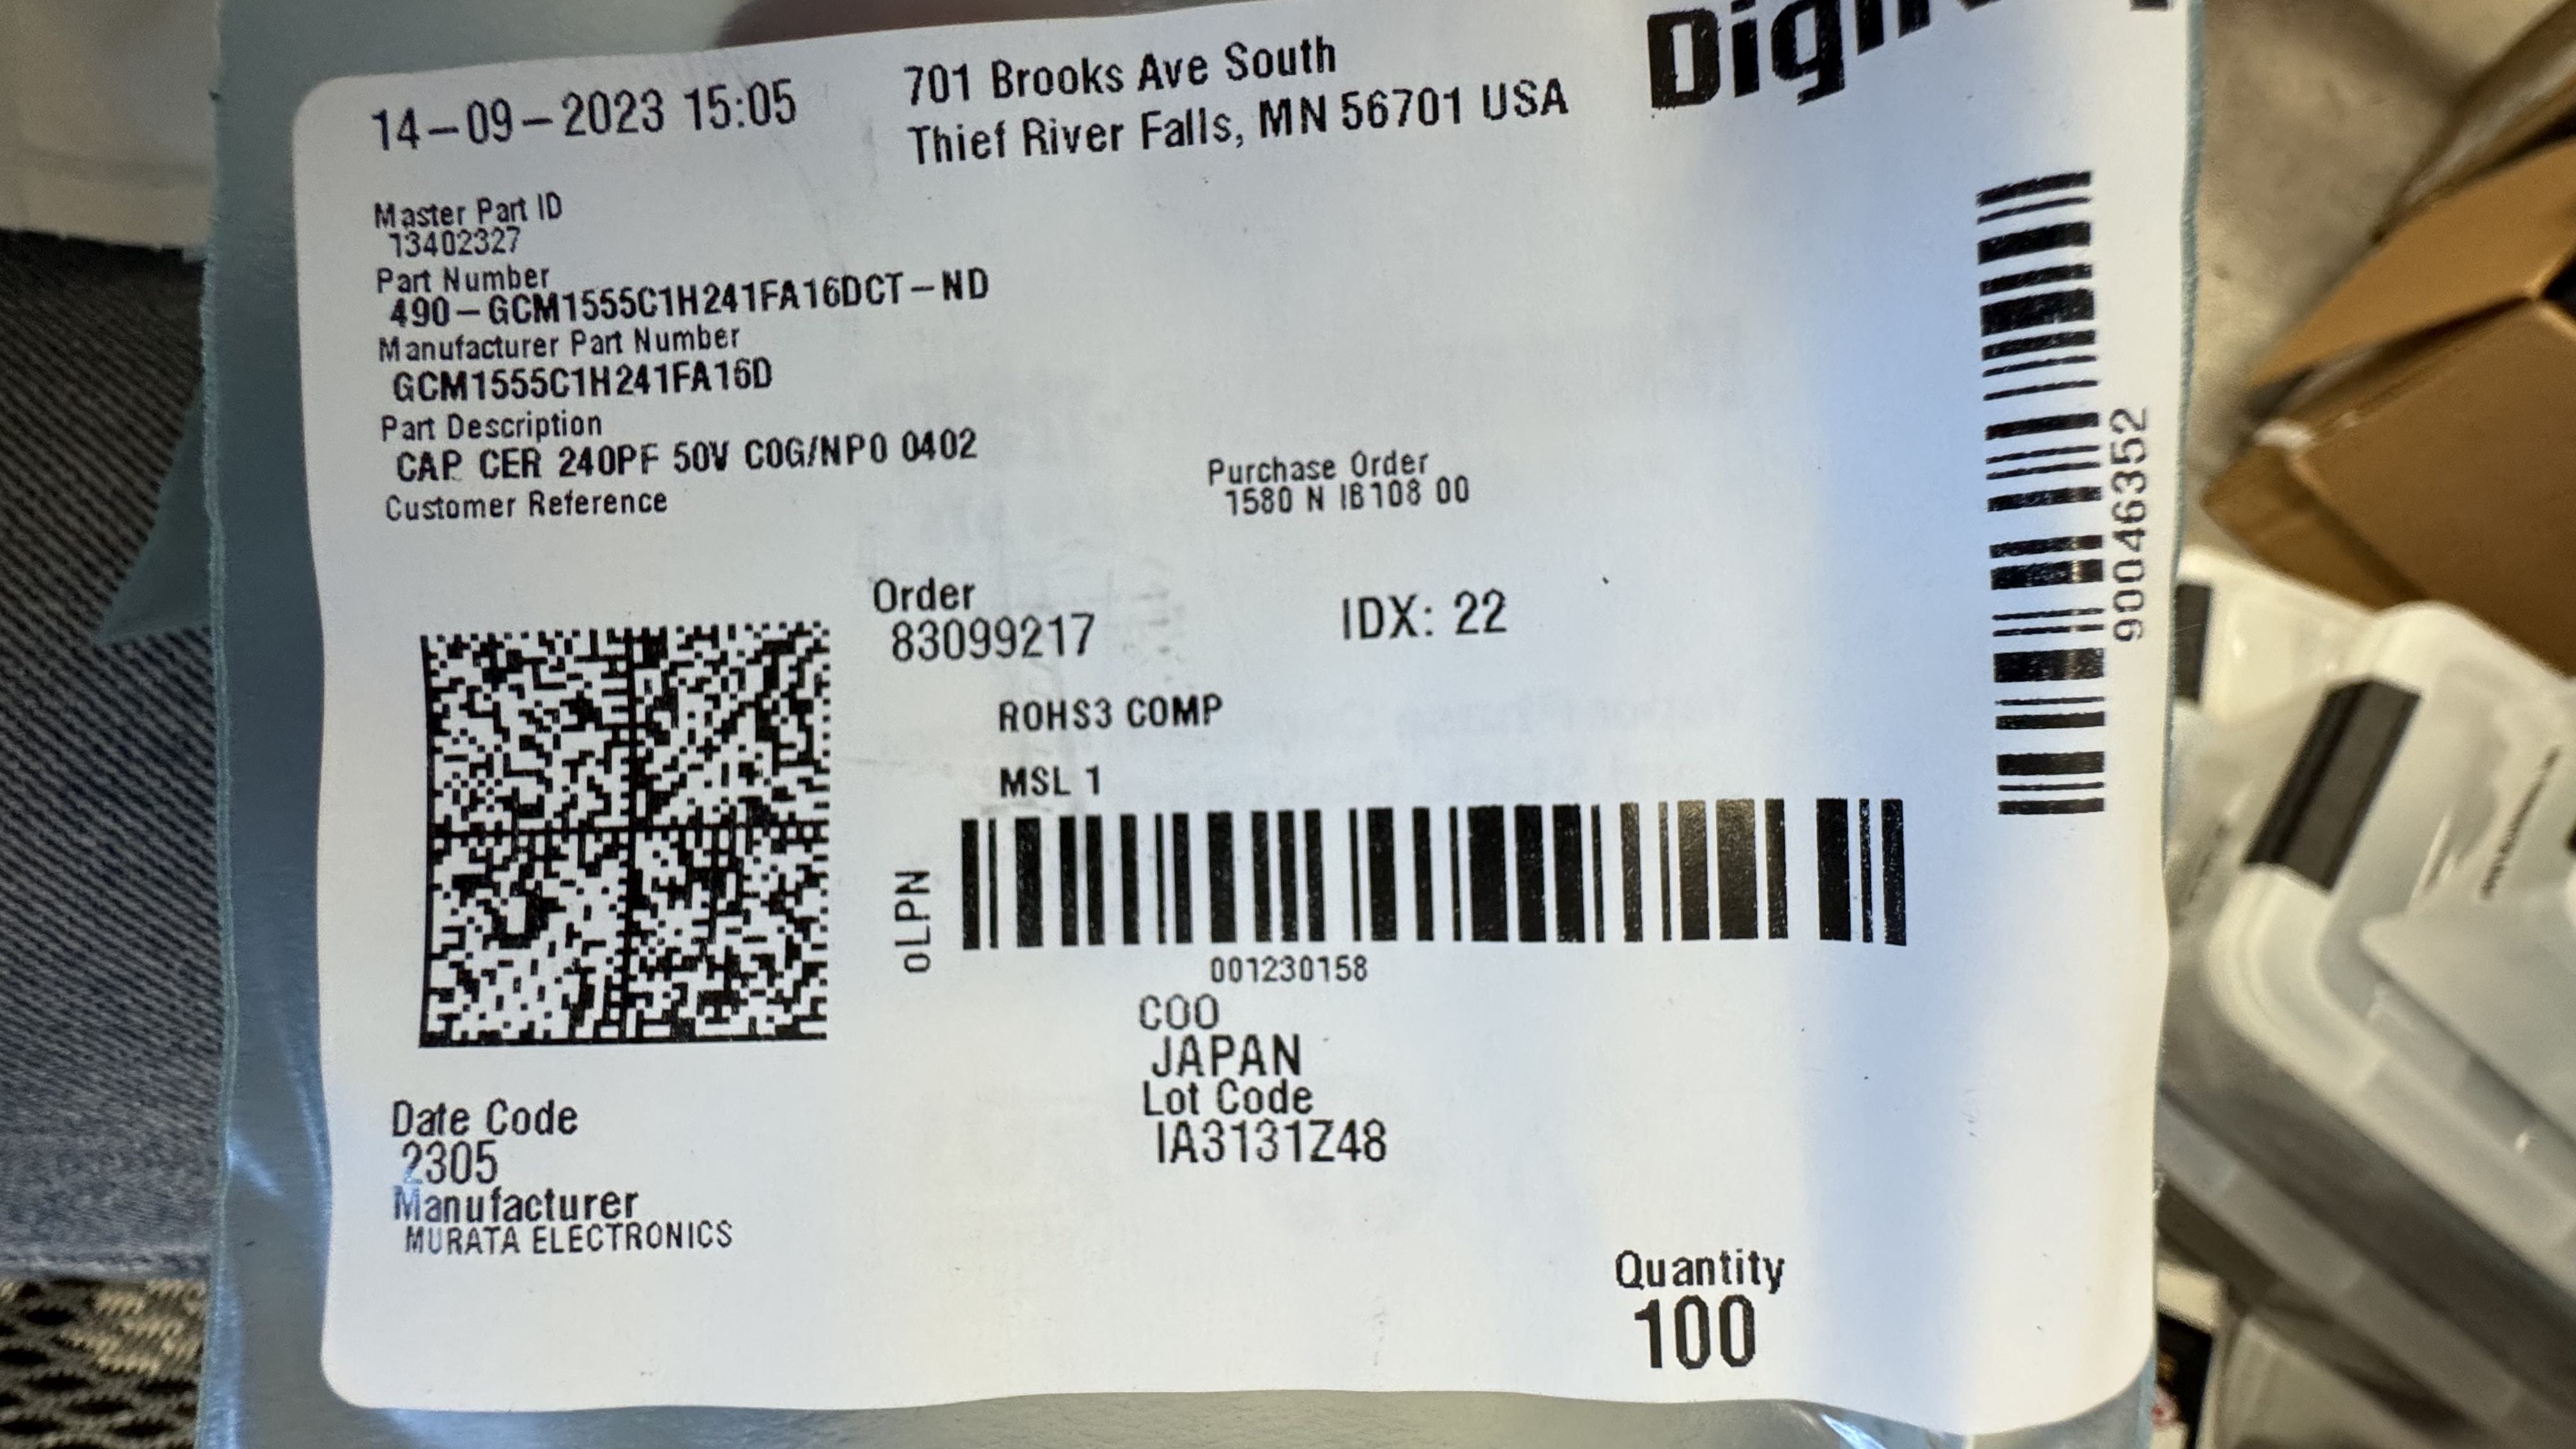 14-09-2023 15:05
701 Brooks Ave South
Thief River Falls, MN 56701 USA
Master Part ID
13402327
Part Number
490-GCM1555C1H241FA16DCT-ND
Manufacturer Part Number
GCM1555C1H241FA16D
Part Description
CAP CER 240PF 50V C0G/NP0 0402
Customer Reference
Purchase Order
1580 N IB108 00
Order
83099217
IDX: 22
ROHS3 COMP
MSL 1
OLPN
001230158
COO
JAPAN
Lot Code
IA3131Z48
Date Code
2305
Manufacturer
MURATA ELECTRONICS
Quantity
100
90046352